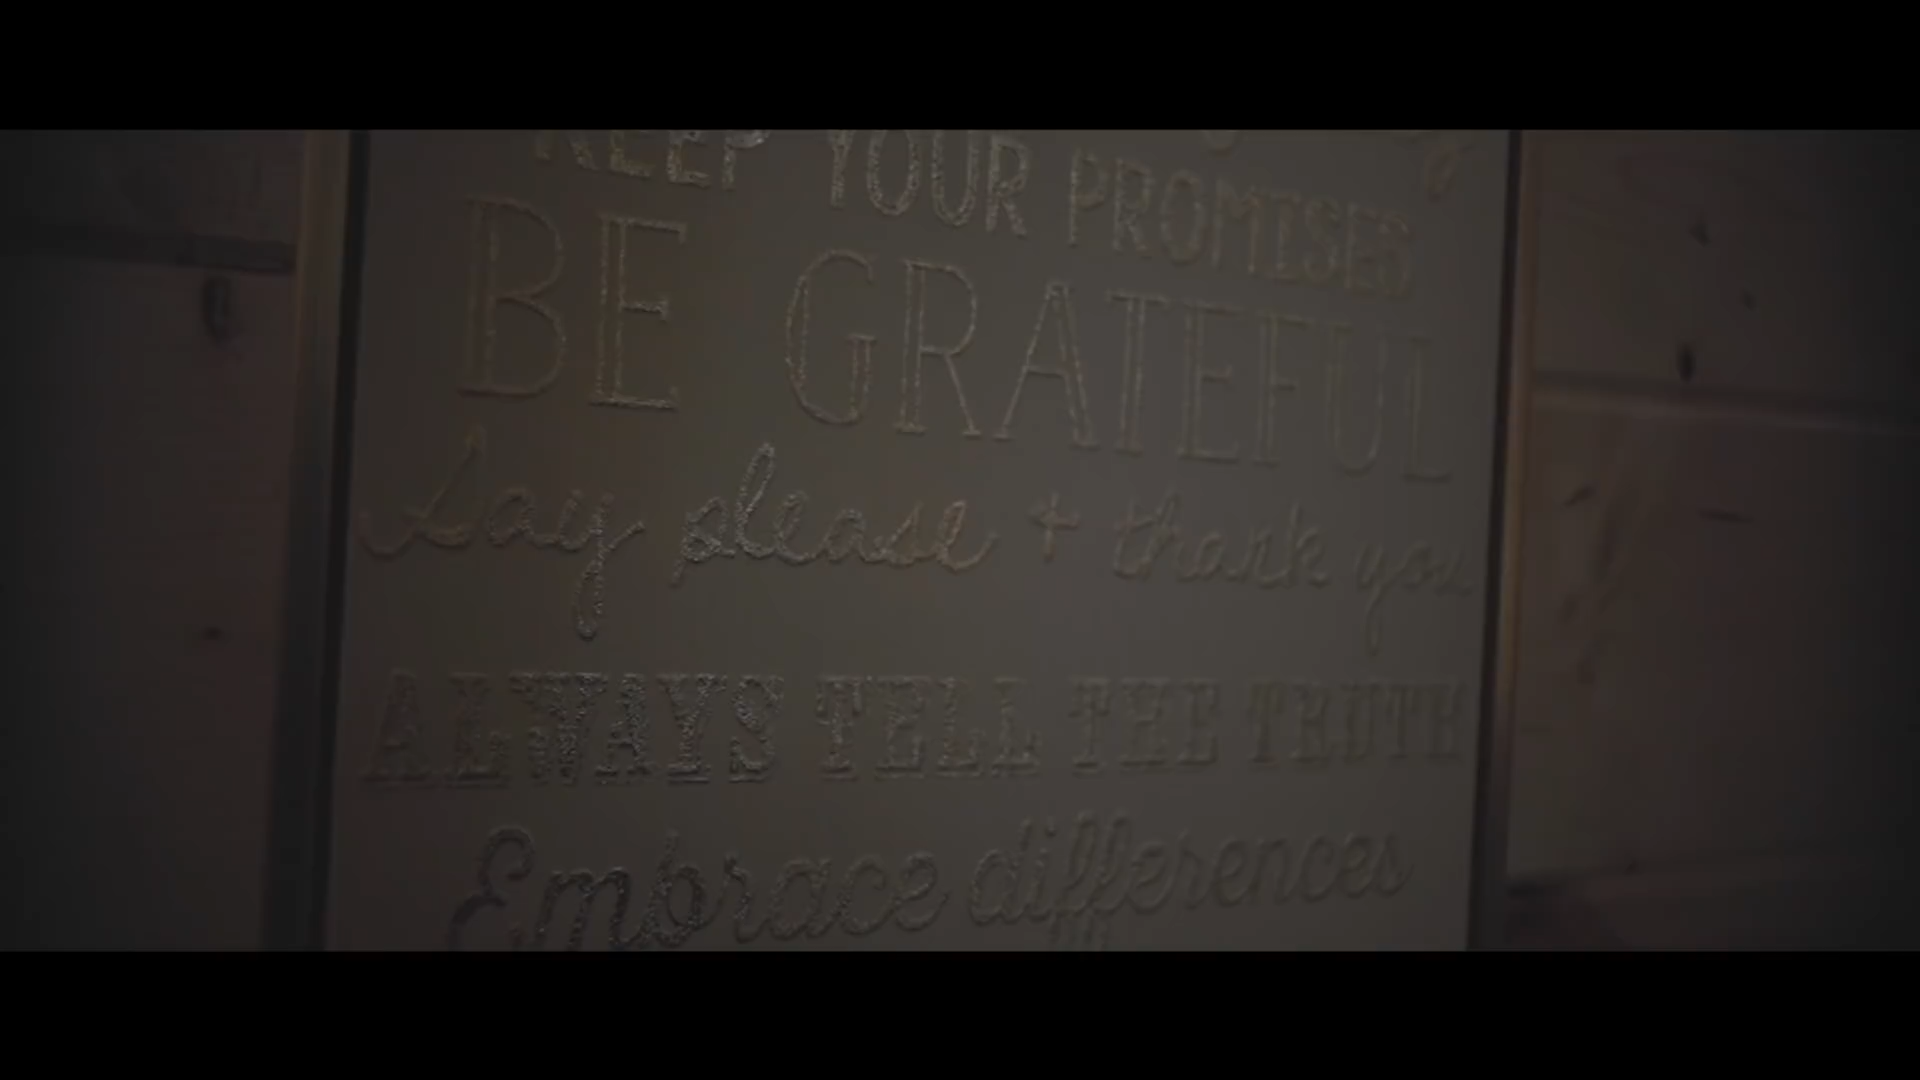 KEEP YOUR PROMISES
BE GRATEFUL
Say please + thank you
ALWAYS TELL THE TRUTH
Embrace differences